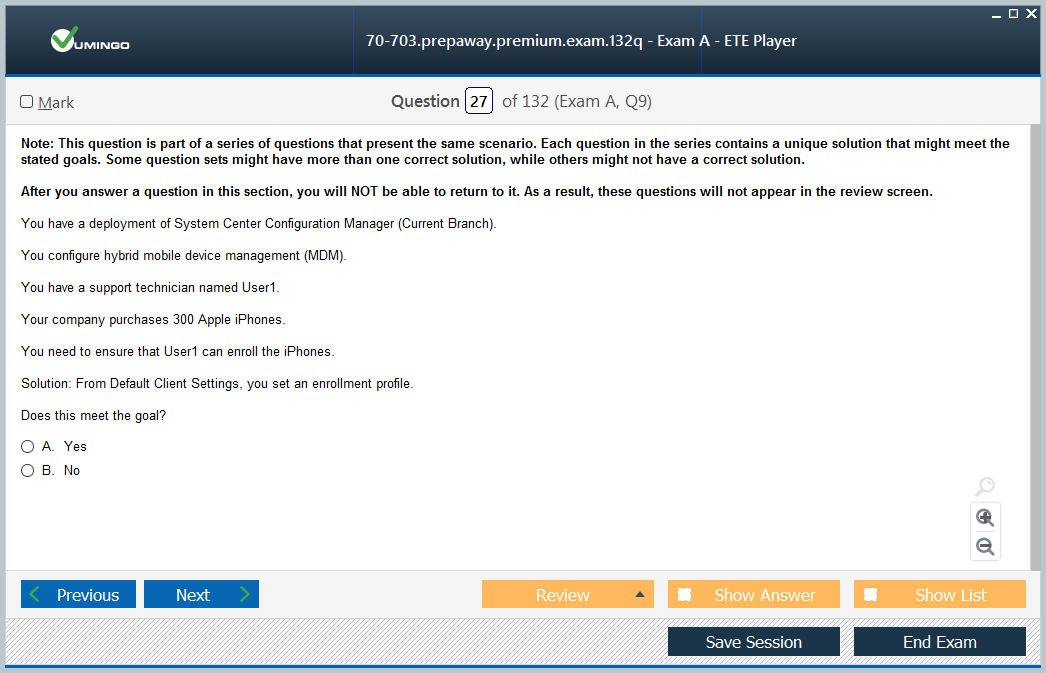 VUMINGO
70-703.prepaway.premium.exam.132q - Exam A - ETE Player
Mark
Question 27 of 132 (Exam A, Q9)
Note: This question is part of a series of questions that present the same scenario. Each question in the series contains a unique solution that might meet the
stated goals. Some question sets might have more than one correct solution, while others might not have a correct solution.
After you answer a question in this section, you will NOT be able to return to it. As a result, these questions will not appear in the review screen.
You have a deployment of System Center Configuration Manager (Current Branch).
You configure hybrid mobile device management (MDM).
You have a support technician named User1.
Your company purchases 300 Apple iPhones.
You need to ensure that User1 can enroll the iPhones.
Solution: From Default Client Settings, you set an enrollment profile.
Does this meet the goal?
A. Yes
B. No
Previous
Next
Review
Show Answer
Show List
Save Session
End Exam